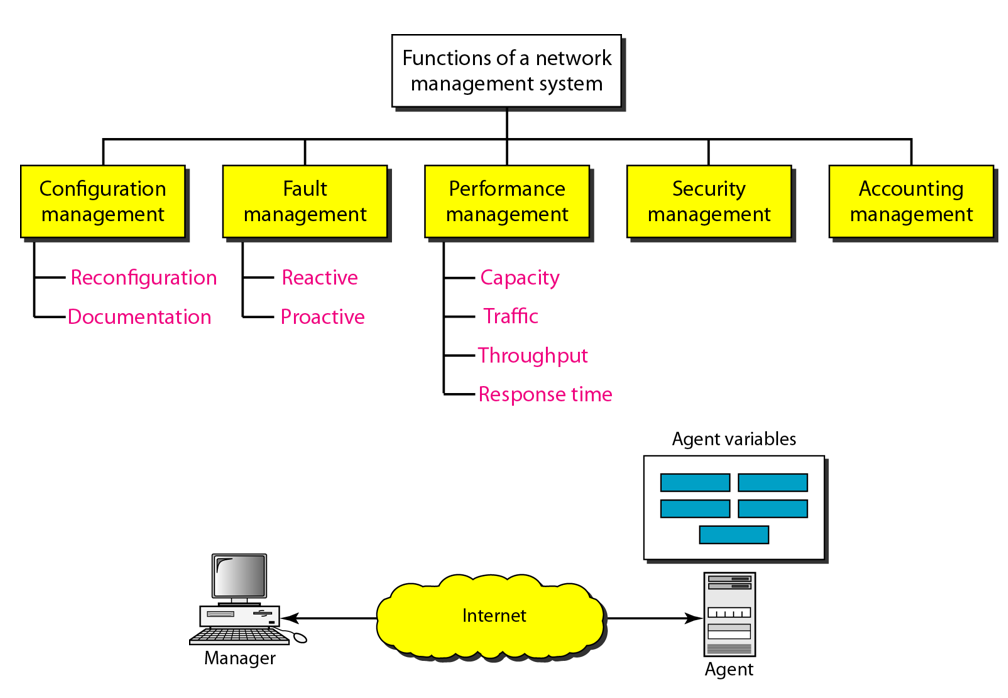 Functions of a network
management system
Configuration
management
Fault
management
Performance
management
Security
management
Accounting
management
Reconfiguration
Documentation
Reactive
Proactive
Capacity
Traffic
Throughput
Response time
Agent variables
Internet
Manager
Agent